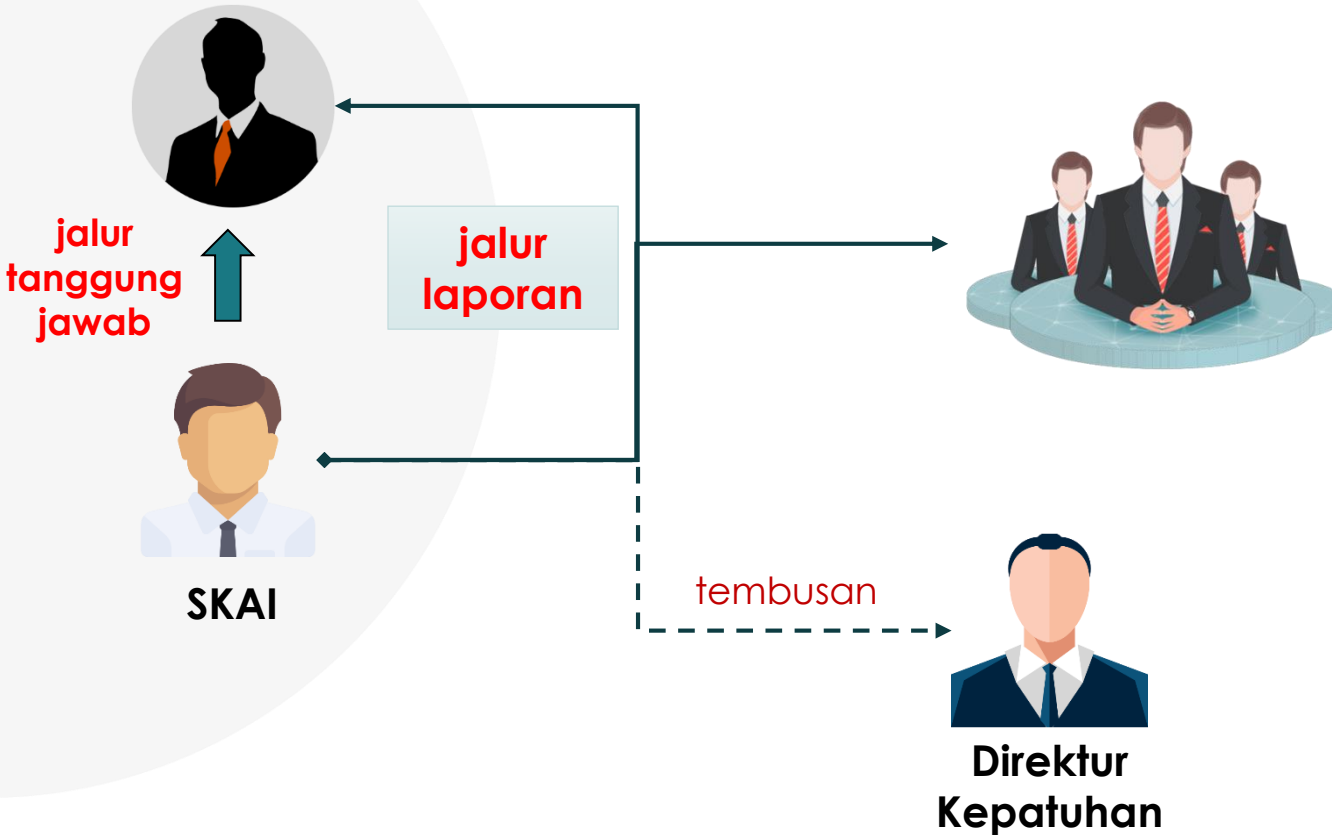 jalur
tanggung
jawab
jalur
laporan
SKAI
tembusan
Direktur
Kepatuhan